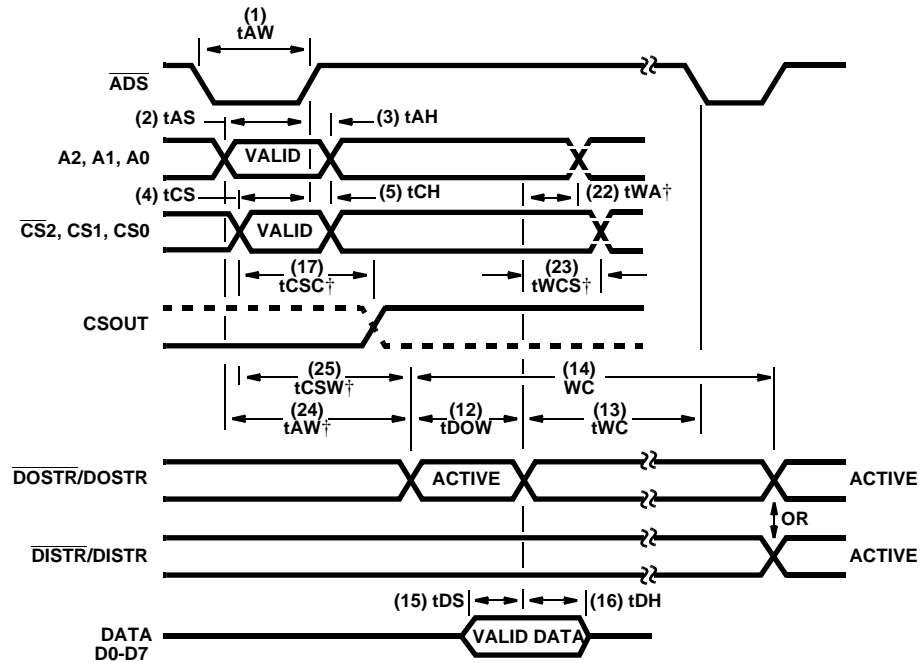 (1)
tAW
ADS
(2) tAS
(3) tAH
A2, A1, A0
VALID
(4) tCS
(5) tCH
(22) tWA†
CS2, CS1, CS0
VALID
(17)
tCSC†
(23)
tWCS†
CSOUT
(25)
tCSW†
(14)
WC
(24)
tAW†
(12)
tDOW
(13)
tWC
DOSTR/DOSTR
ACTIVE
ACTIVE
OR
DISTR/DISTR
ACTIVE
(15) tDS
(16) tDH
DATA
D0-D7
VALID DATA